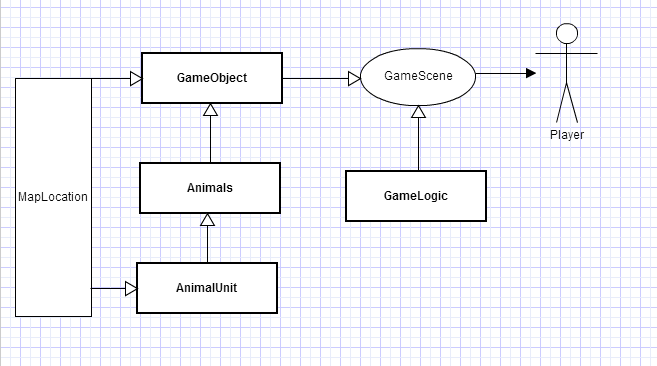 GameObject
GameScene
Player
MapLocation
Animals
GameLogic
AnimalUnit